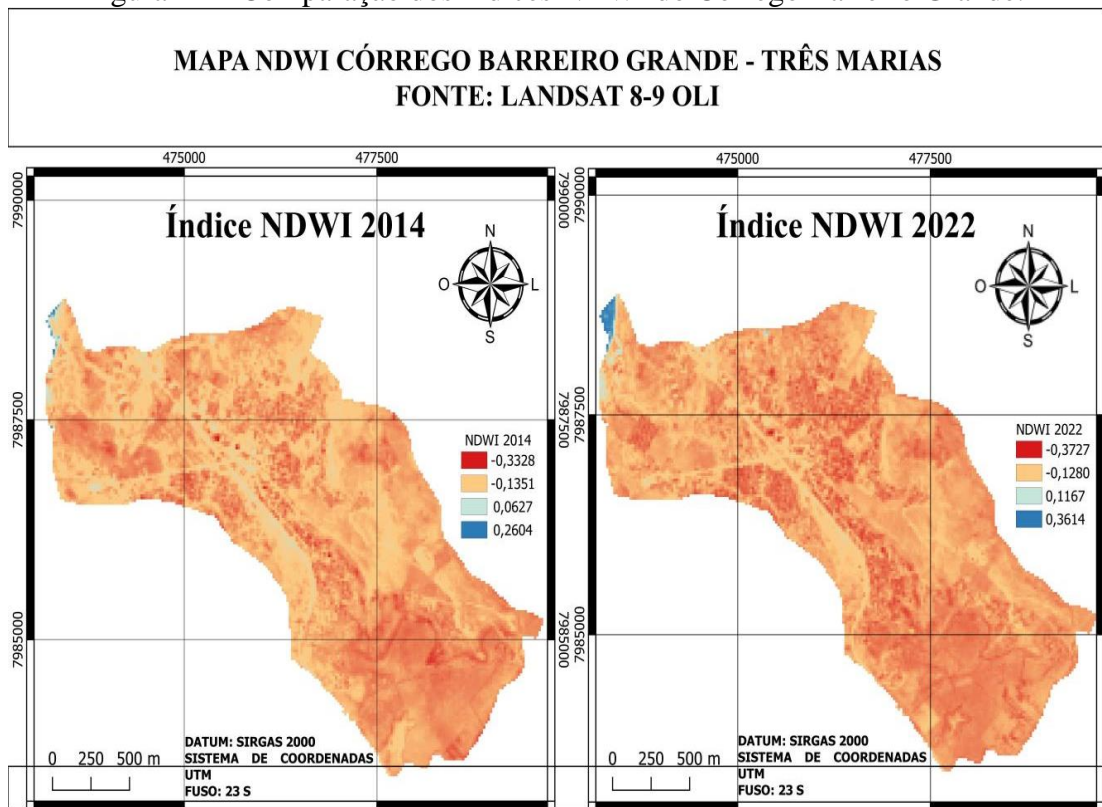 MAPA NDWI CÓRREGO BARREIRO GRANDE - TRÊS MARIAS
FONTE: LANDSAT 8-9 OLI
475000 477500
7990000
7987500
7985000
Índice NDWI 2014
N
O L
S
NDWI 2014
-0,3328
-0,1351
0,0627
0,2604
0 250 500 m
DATUM: SIRGAS 2000
SISTEMA DE COORDENADAS
UTM
FUSO: 23 S
475000 477500
7990000
7987500
7985000
Índice NDWI 2022
N
O L
S
NDWI 2022
-0,3727
-0,1280
0,1167
0,3614
0 250 500 m
DATUM: SIRGAS 2000
SISTEMA DE COORDENADAS
UTM
FUSO: 23 S